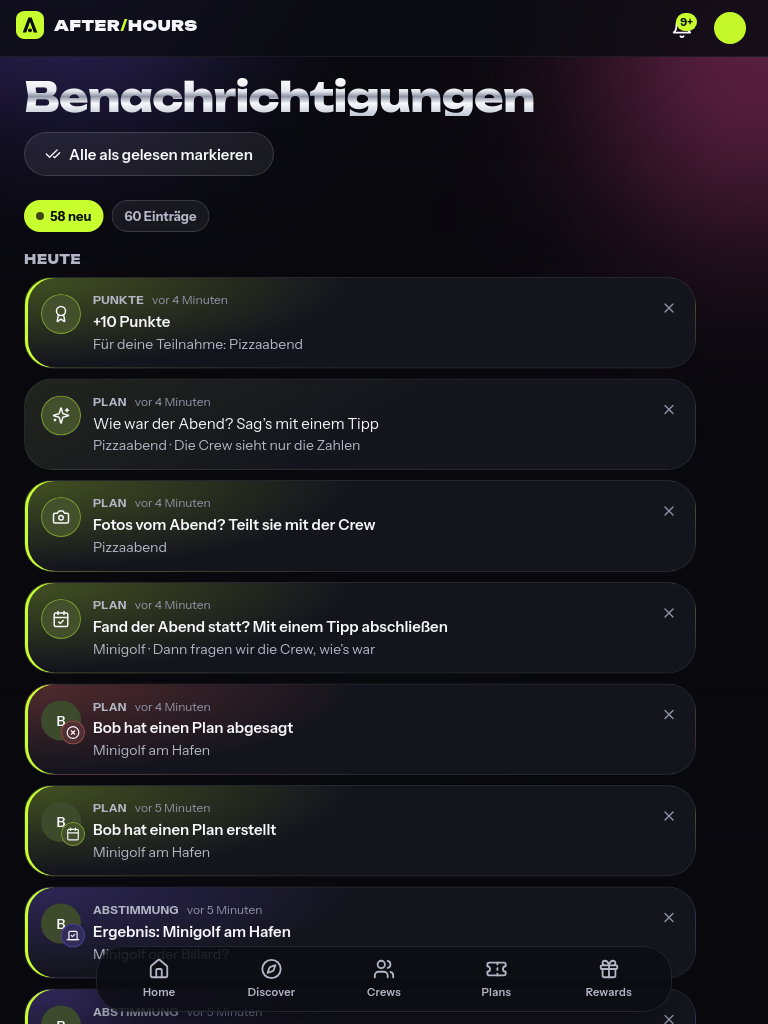 AFTER/HOURS
9+
Benachrichtigungen
Alle als gelesen markieren
58 neu
60 Einträge
HEUTE
PUNKTE vor 4 Minuten
+10 Punkte
Für deine Teilnahme: Pizzaabend
PLAN vor 4 Minuten
Wie war der Abend? Sag's mit einem Tipp
Pizzaabend · Die Crew sieht nur die Zahlen
PLAN vor 4 Minuten
Fotos vom Abend? Teilt sie mit der Crew
Pizzaabend
PLAN vor 4 Minuten
Fand der Abend statt? Mit einem Tipp abschließen
Minigolf · Dann fragen wir die Crew, wie's war
B
PLAN vor 4 Minuten
Bob hat einen Plan abgesagt
Minigolf am Hafen
B
PLAN vor 5 Minuten
Bob hat einen Plan erstellt
Minigolf am Hafen
B
ABSTIMMUNG vor 5 Minuten
Ergebnis: Minigolf am Hafen
Minigolf oder Billard?
Home
Discover
Crews
Plans
Rewards
B
ABSTIMMUNG vor 5 Minuten